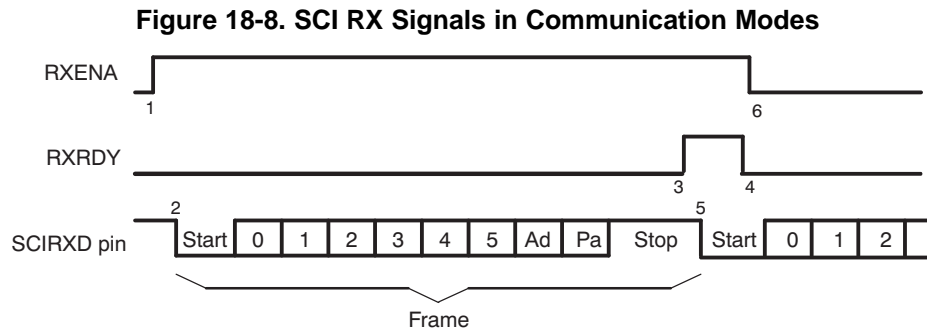 Figure 18-8. SCI RX Signals in Communication Modes
RXENA
1
6
RXRDY
3
4
2
5
SCIRXD pin
Start 0 1 2 3 4 5 Ad Pa Stop Start 0 1 2
Frame